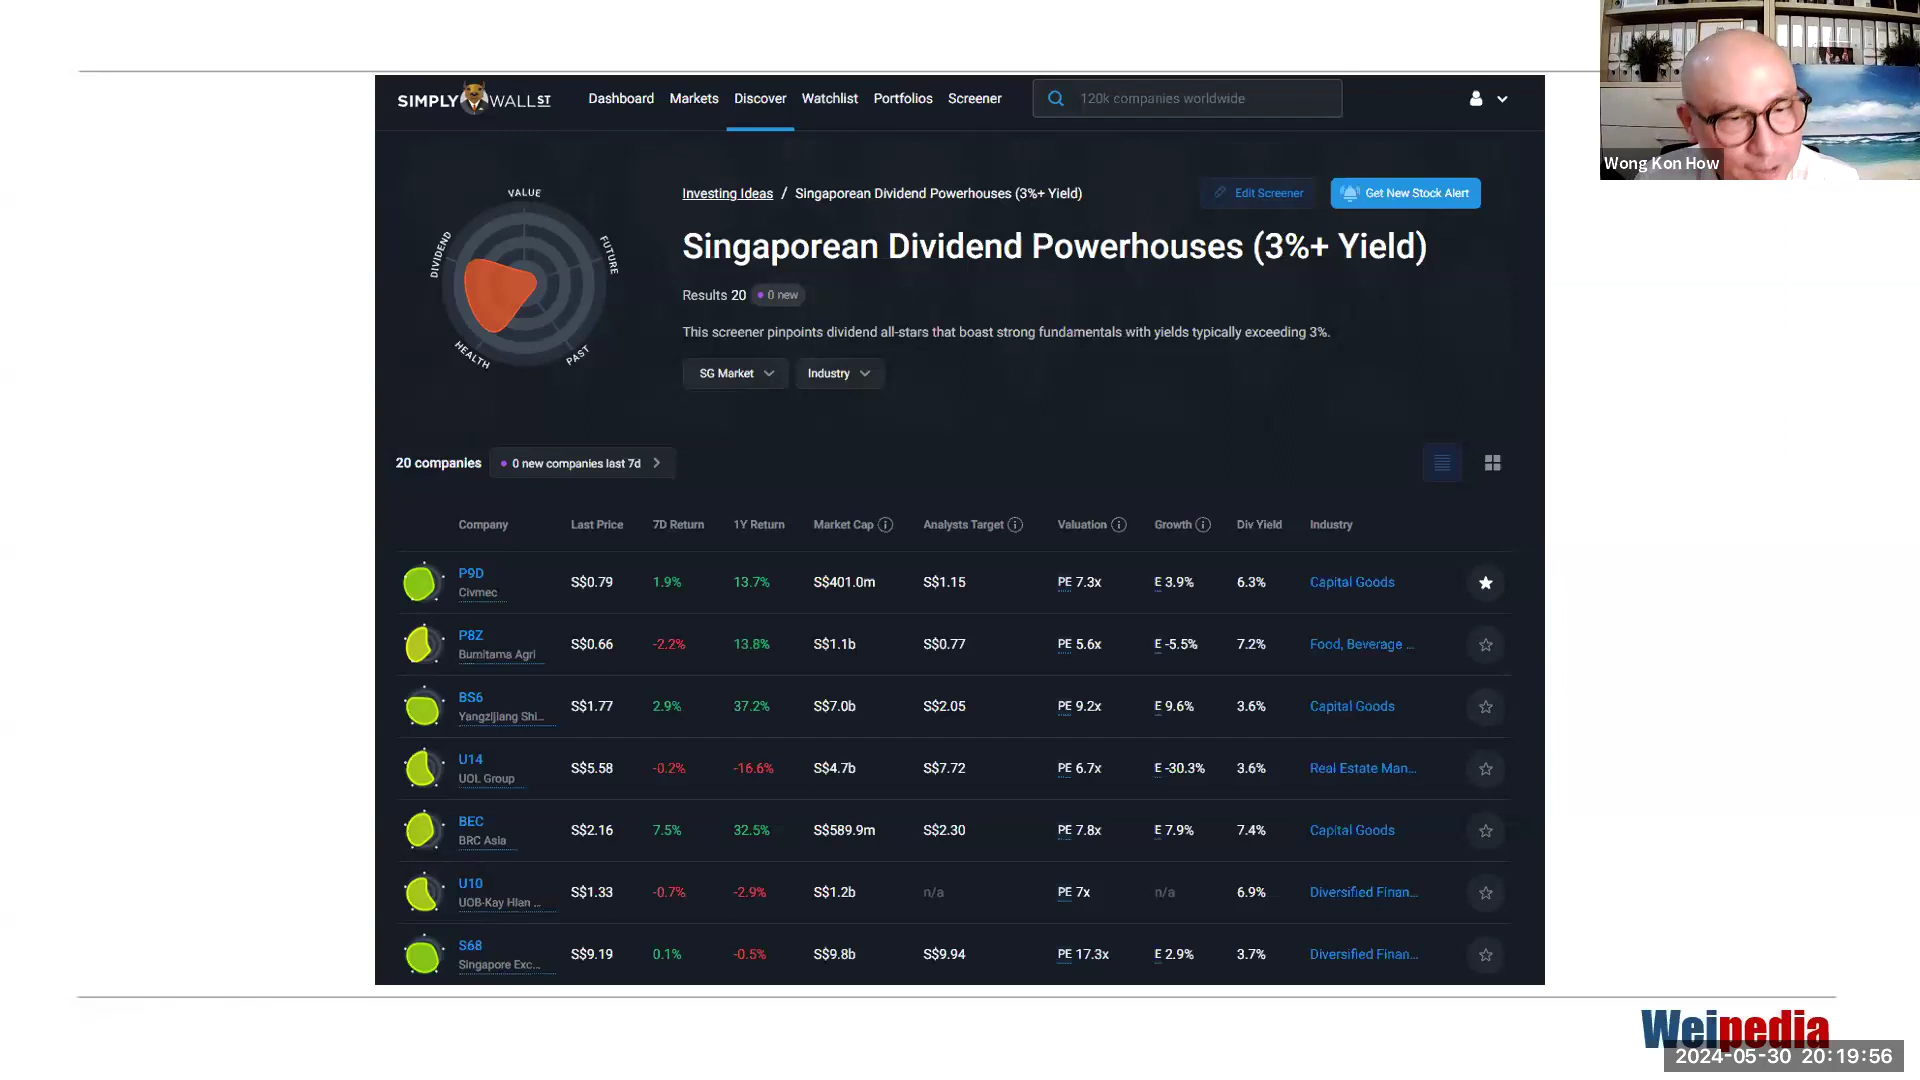 SIMPLY WALL ST Dashboard Markets Discover Watchlist Portfolios Screener 120k companies worldwide
Wong Kon How
VALUE
FUTURE
PAST
HEALTH
DIVIDEND
Investing Ideas / Singaporean Dividend Powerhouses (3%+ Yield) Edit Screener Get New Stock Alert
Singaporean Dividend Powerhouses (3%+ Yield)
Results 20 0 new
This screener pinpoints dividend all-stars that boast strong fundamentals with yields typically exceeding 3%.
SG Market Industry
20 companies 0 new companies last 7d
Company Last Price 7D Return 1Y Return Market Cap Analysts Target Valuation Growth Div Yield Industry
P9D
Civmec
S$0.79 1.9% 13.7% S$401.0m S$1.15 PE 7.3x E 3.9% 6.3% Capital Goods
P8Z
Bumitama Agri
S$0.66 -2.2% 13.8% S$1.1b S$0.77 PE 5.6x E -5.5% 7.2% Food, Beverage ...
BS6
Yangzijiang Shi...
S$1.77 2.9% 37.2% S$7.0b S$2.05 PE 9.2x E 9.6% 3.6% Capital Goods
U14
UOL Group
S$5.58 -0.2% -16.6% S$4.7b S$7.72 PE 6.7x E -30.3% 3.6% Real Estate Man...
BEC
BRC Asia
S$2.16 7.5% 32.5% S$589.9m S$2.30 PE 7.8x E 7.9% 7.4% Capital Goods
U10
UOB-Kay Hian ...
S$1.33 -0.7% -2.9% S$1.2b n/a PE 7x n/a 6.9% Diversified Finan...
S68
Singapore Exc...
S$9.19 0.1% -0.5% S$9.8b S$9.94 PE 17.3x E 2.9% 3.7% Diversified Finan...
Weipedia
2024-05-30 20:19:56